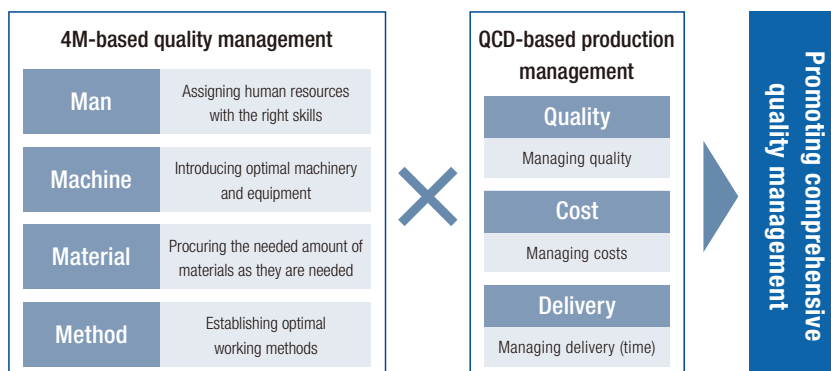 4M-based quality management
Man
Assigning human resources
with the right skills
Machine
Introducing optimal machinery
and equipment
Material
Procuring the needed amount of
materials as they are needed
Method
Establishing optimal
working methods
QCD-based production
management
Quality
Managing quality
Cost
Managing costs
Delivery
Managing delivery (time)
Promoting comprehensive
quality management